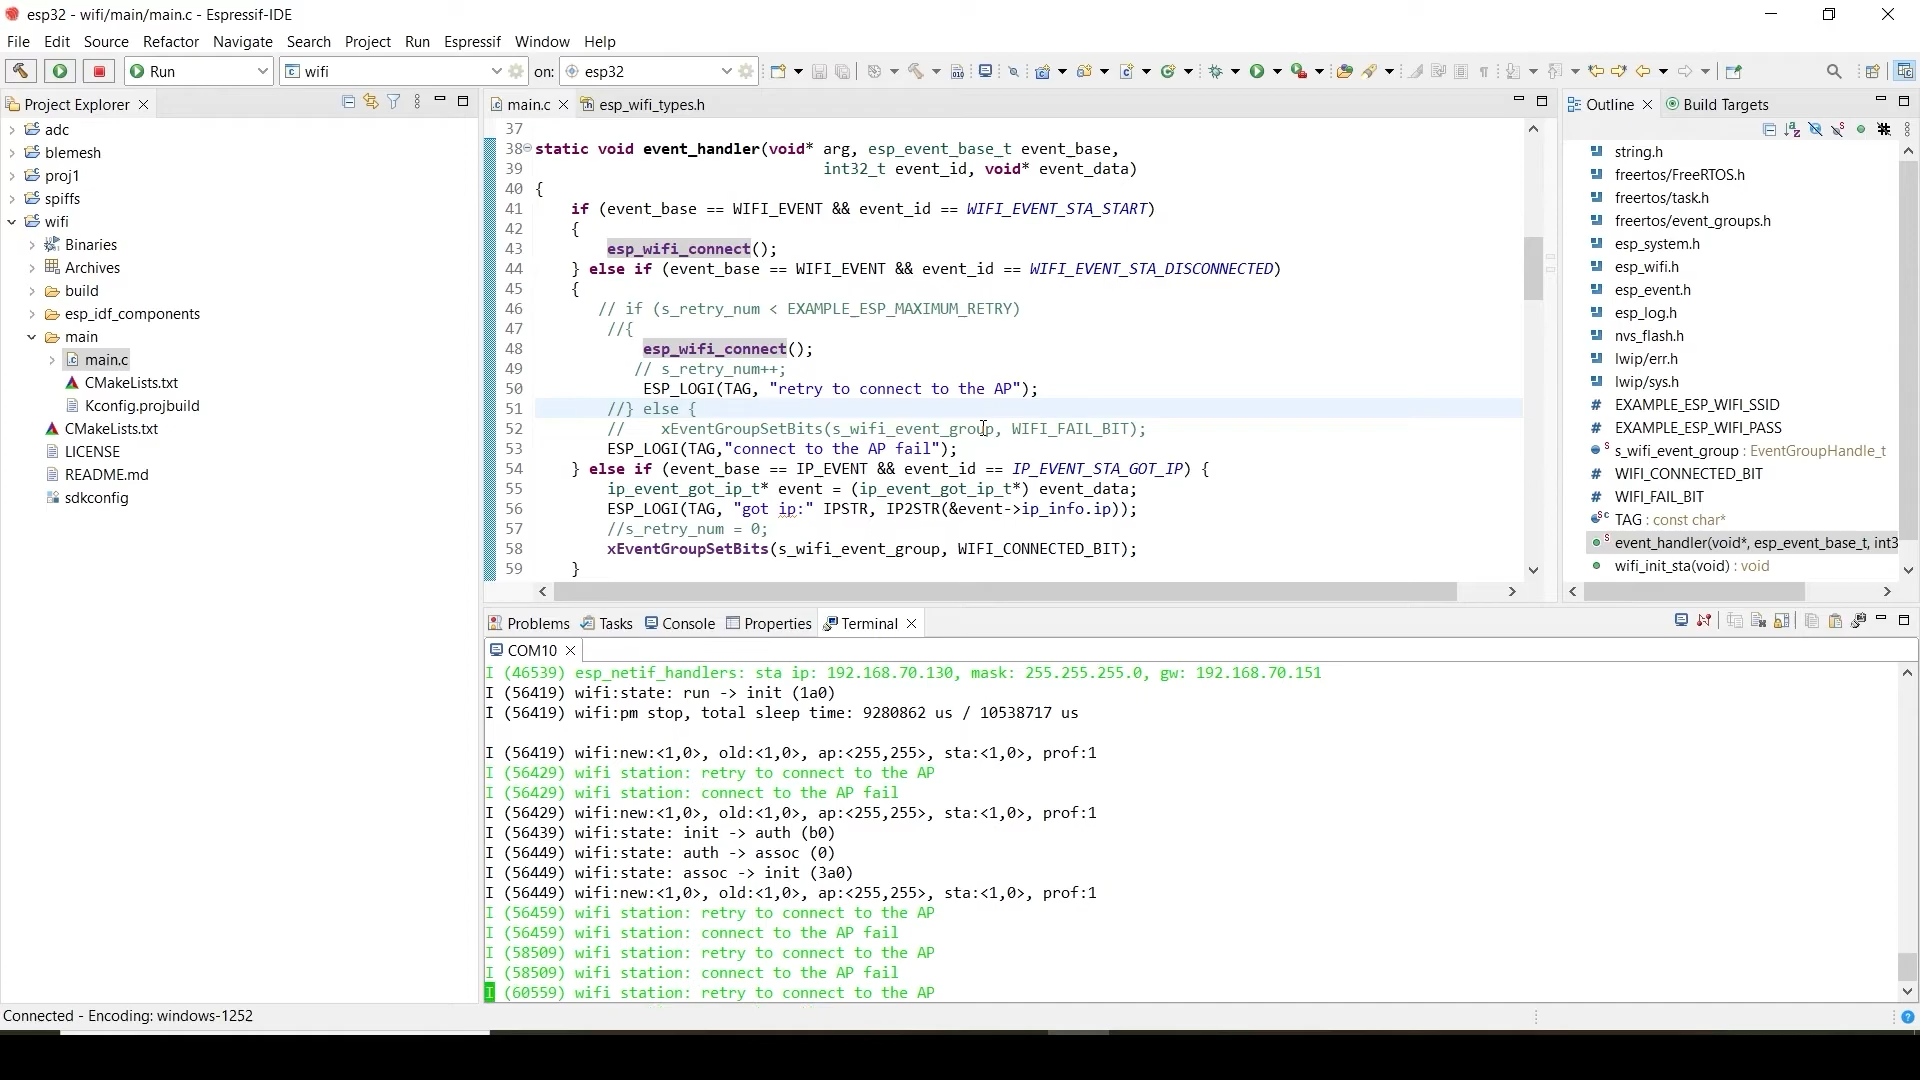 esp32 - wifi/main/main.c - Espressif-IDE
File Edit Source Refactor Navigate Search Project Run Espressif Window Help
Run wifi on: esp32
Project Explorer
adc
blemesh
proj1
spiffs
wifi
Binaries
Archives
build
esp_idf_components
main
main.c
CMakeLists.txt
Kconfig.projbuild
CMakeLists.txt
LICENSE
README.md
sdkconfig
main.c esp_wifi_types.h
37
38 static void event_handler(void* arg, esp_event_base_t event_base,
39 int32_t event_id, void* event_data)
40 {
41 if (event_base == WIFI_EVENT && event_id == WIFI_EVENT_STA_START)
42 {
43 esp_wifi_connect();
44 } else if (event_base == WIFI_EVENT && event_id == WIFI_EVENT_STA_DISCONNECTED)
45 {
46 // if (s_retry_num < EXAMPLE_ESP_MAXIMUM_RETRY)
47 //{
48 esp_wifi_connect();
49 // s_retry_num++;
50 ESP_LOGI(TAG, "retry to connect to the AP");
51 //} else {
52 // xEventGroupSetBits(s_wifi_event_group, WIFI_FAIL_BIT);
53 ESP_LOGI(TAG,"connect to the AP fail");
54 } else if (event_base == IP_EVENT && event_id == IP_EVENT_STA_GOT_IP) {
55 ip_event_got_ip_t* event = (ip_event_got_ip_t*) event_data;
56 ESP_LOGI(TAG, "got ip:" IPSTR, IP2STR(&event->ip_info.ip));
57 //s_retry_num = 0;
58 xEventGroupSetBits(s_wifi_event_group, WIFI_CONNECTED_BIT);
59 }
Outline Build Targets
string.h
freertos/FreeRTOS.h
freertos/task.h
freertos/event_groups.h
esp_system.h
esp_wifi.h
esp_event.h
esp_log.h
nvs_flash.h
lwip/err.h
lwip/sys.h
# EXAMPLE_ESP_WIFI_SSID
# EXAMPLE_ESP_WIFI_PASS
s_wifi_event_group : EventGroupHandle_t
# WIFI_CONNECTED_BIT
# WIFI_FAIL_BIT
TAG : const char*
event_handler(void*, esp_event_base_t, int3
wifi_init_sta(void) : void
Problems Tasks Console Properties Terminal
COM10
I (46539) esp_netif_handlers: sta ip: 192.168.70.130, mask: 255.255.255.0, gw: 192.168.70.151
I (56419) wifi:state: run -> init (1a0)
I (56419) wifi:pm stop, total sleep time: 9280862 us / 10538717 us
I (56419) wifi:new:<1,0>, old:<1,0>, ap:<255,255>, sta:<1,0>, prof:1
I (56429) wifi station: retry to connect to the AP
I (56429) wifi station: connect to the AP fail
I (56429) wifi:new:<1,0>, old:<1,0>, ap:<255,255>, sta:<1,0>, prof:1
I (56439) wifi:state: init -> auth (b0)
I (56449) wifi:state: auth -> assoc (0)
I (56449) wifi:state: assoc -> init (3a0)
I (56449) wifi:new:<1,0>, old:<1,0>, ap:<255,255>, sta:<1,0>, prof:1
I (56459) wifi station: retry to connect to the AP
I (56459) wifi station: connect to the AP fail
I (58509) wifi station: retry to connect to the AP
I (58509) wifi station: connect to the AP fail
I (60559) wifi station: retry to connect to the AP
Connected - Encoding: windows-1252